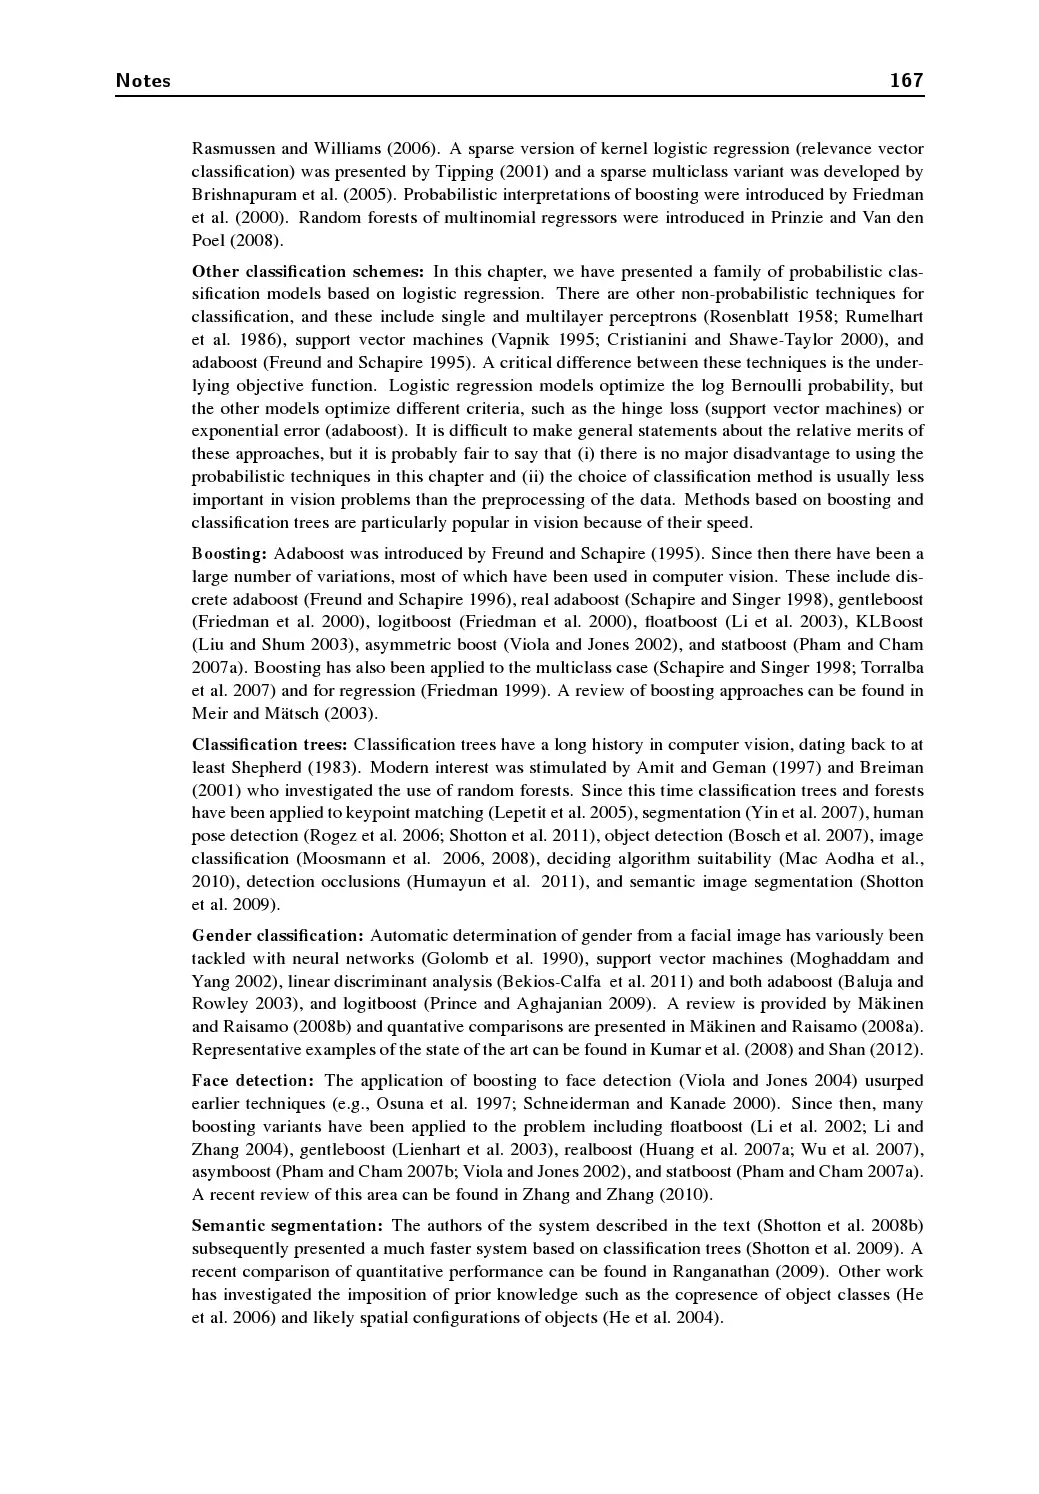 Notes 167
Rasmussen and Williams (2006). A sparse version of kernel logistic regression (relevance vector
classification) was presented by Tipping (2001) and a sparse multiclass variant was developed by
Brishnapuram et al. (2005). Probabilistic interpretations of boosting were introduced by Friedman
et al. (2000). Random forests of multinomial regressors were introduced in Prinzie and Van den
Poel (2008).
Other classification schemes: In this chapter, we have presented a family of probabilistic clas-
sification models based on logistic regression. There are other non-probabilistic techniques for
classification, and these include single and multilayer perceptrons (Rosenblatt 1958; Rumelhart
et al. 1986), support vector machines (Vapnik 1995; Cristianini and Shawe-Taylor 2000), and
adaboost (Freund and Schapire 1995). A critical difference between these techniques is the under-
lying objective function. Logistic regression models optimize the log Bernoulli probability, but
the other models optimize different criteria, such as the hinge loss (support vector machines) or
exponential error (adaboost). It is difficult to make general statements about the relative merits of
these approaches, but it is probably fair to say that (i) there is no major disadvantage to using the
probabilistic techniques in this chapter and (ii) the choice of classification method is usually less
important in vision problems than the preprocessing of the data. Methods based on boosting and
classification trees are particularly popular in vision because of their speed.
Boosting: Adaboost was introduced by Freund and Schapire (1995). Since then there have been a
large number of variations, most of which have been used in computer vision. These include dis-
crete adaboost (Freund and Schapire 1996), real adaboost (Schapire and Singer 1998), gentleboost
(Friedman et al. 2000), logitboost (Friedman et al. 2000), floatboost (Li et al. 2003), KLBoost
(Liu and Shum 2003), asymmetric boost (Viola and Jones 2002), and statboost (Pham and Cham
2007a). Boosting has also been applied to the multiclass case (Schapire and Singer 1998; Torralba
et al. 2007) and for regression (Friedman 1999). A review of boosting approaches can be found in
Meir and Mätsch (2003).
Classification trees: Classification trees have a long history in computer vision, dating back to at
least Shepherd (1983). Modern interest was stimulated by Amit and Geman (1997) and Breiman
(2001) who investigated the use of random forests. Since this time classification trees and forests
have been applied to keypoint matching (Lepetit et al. 2005), segmentation (Yin et al. 2007), human
pose detection (Rogez et al. 2006; Shotton et al. 2011), object detection (Bosch et al. 2007), image
classification (Moosmann et al. 2006, 2008), deciding algorithm suitability (Mac Aodha et al.,
2010), detection occlusions (Humayun et al. 2011), and semantic image segmentation (Shotton
et al. 2009).
Gender classification: Automatic determination of gender from a facial image has variously been
tackled with neural networks (Golomb et al. 1990), support vector machines (Moghaddam and
Yang 2002), linear discriminant analysis (Bekios-Calfa et al. 2011) and both adaboost (Baluja and
Rowley 2003), and logitboost (Prince and Aghajanian 2009). A review is provided by Mäkinen
and Raisamo (2008b) and quantative comparisons are presented in Mäkinen and Raisamo (2008a).
Representative examples of the state of the art can be found in Kumar et al. (2008) and Shan (2012).
Face detection: The application of boosting to face detection (Viola and Jones 2004) usurped
earlier techniques (e.g., Osuna et al. 1997; Schneiderman and Kanade 2000). Since then, many
boosting variants have been applied to the problem including floatboost (Li et al. 2002; Li and
Zhang 2004), gentleboost (Lienhart et al. 2003), realboost (Huang et al. 2007a; Wu et al. 2007),
asymboost (Pham and Cham 2007b; Viola and Jones 2002), and statboost (Pham and Cham 2007a).
A recent review of this area can be found in Zhang and Zhang (2010).
Semantic segmentation: The authors of the system described in the text (Shotton et al. 2008b)
subsequently presented a much faster system based on classification trees (Shotton et al. 2009). A
recent comparison of quantitative performance can be found in Ranganathan (2009). Other work
has investigated the imposition of prior knowledge such as the copresence of object classes (He
et al. 2006) and likely spatial configurations of objects (He et al. 2004).